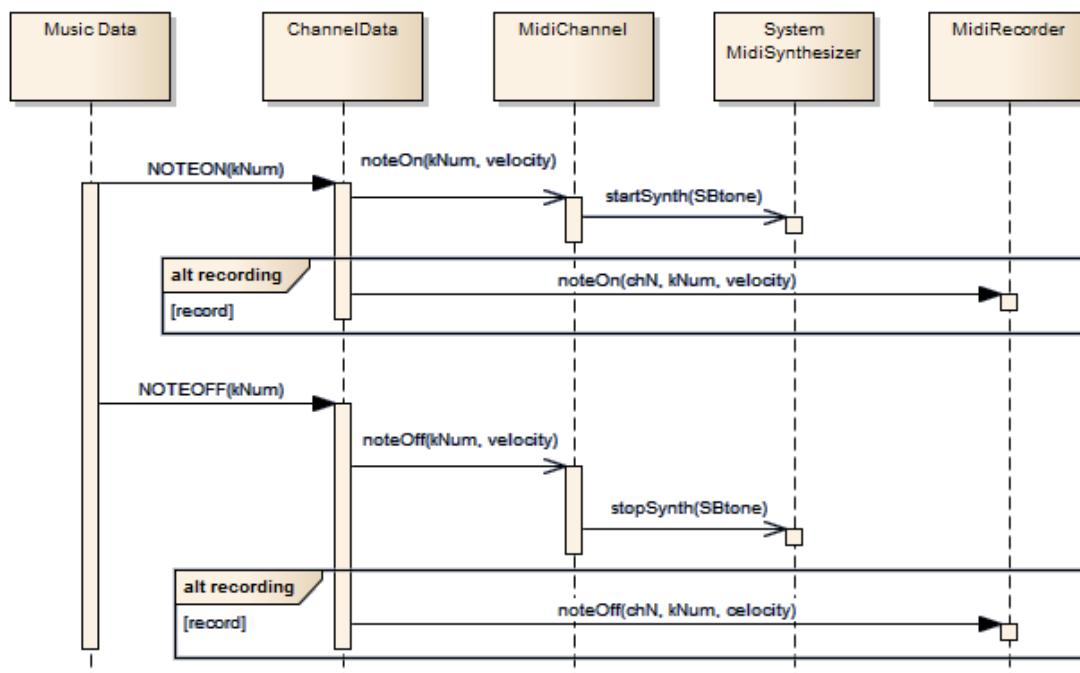 Music Data
ChannelData
MidiChannel
System
MidiSynthesizer
MidiRecorder
NOTEON(kNum)
noteOn(kNum, velocity)
startSynth(SBtone)
alt recording
noteOn(chN, kNum, velocity)
[record]
NOTEOFF(kNum)
noteOff(kNum, velocity)
stopSynth(SBtone)
alt recording
noteOff(chN, kNum, celocity)
[record]